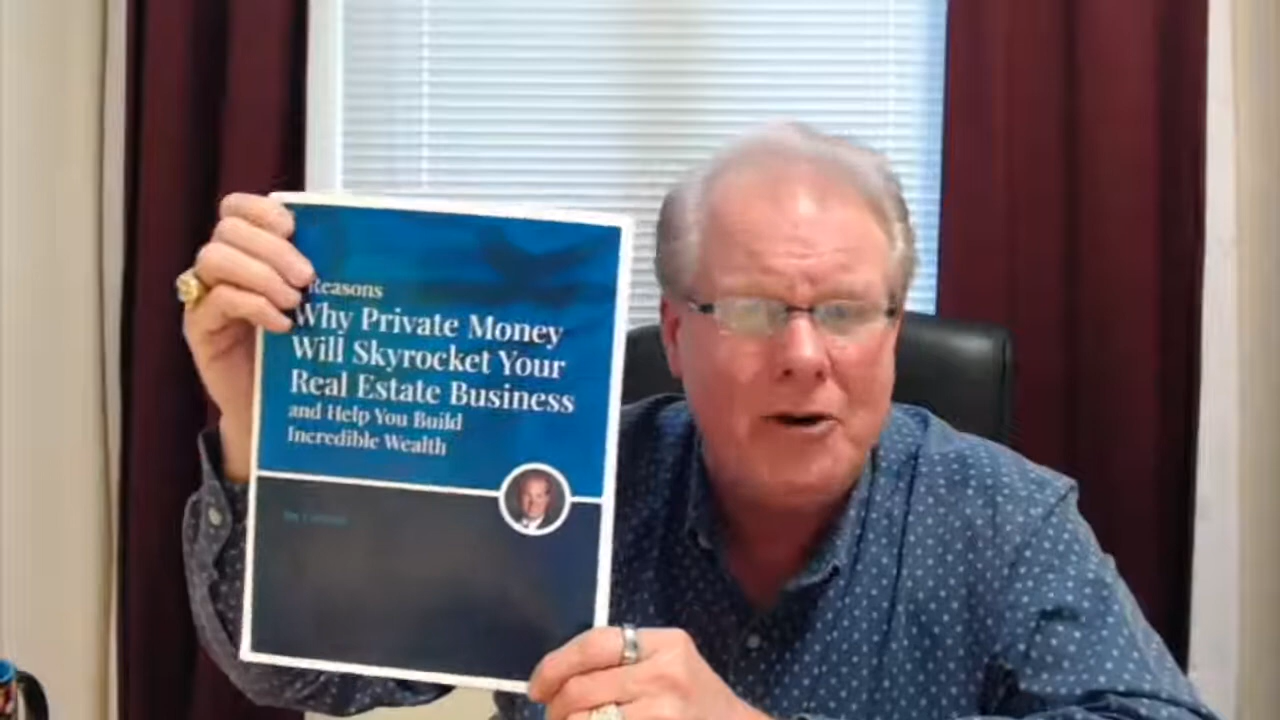 Reasons
Why Private Money
Will Skyrocket Your
Real Estate Business
and Help You Build
Incredible Wealth